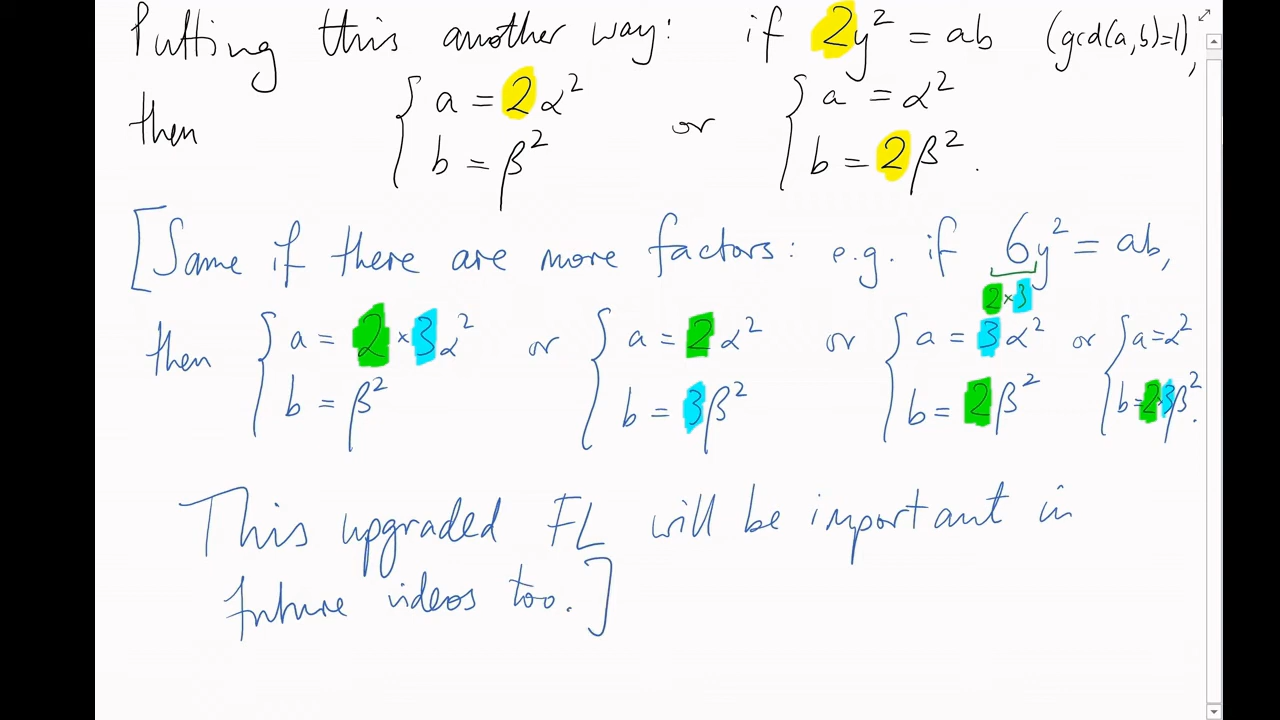 Putting this another way: if 2y² = ab (gcd(a,b)=1),
then { a = 2α² b = β² or { a = α² b = 2β².
[Same if there are more factors: e.g. if 6y² = ab,
2×3
then { a = 2×3α² b = β² or { a = 2α² b = 3β² or { a = 3α² b = 2β² or { a=α² b=2×3β².
This upgraded FL will be important in
future videos too.]